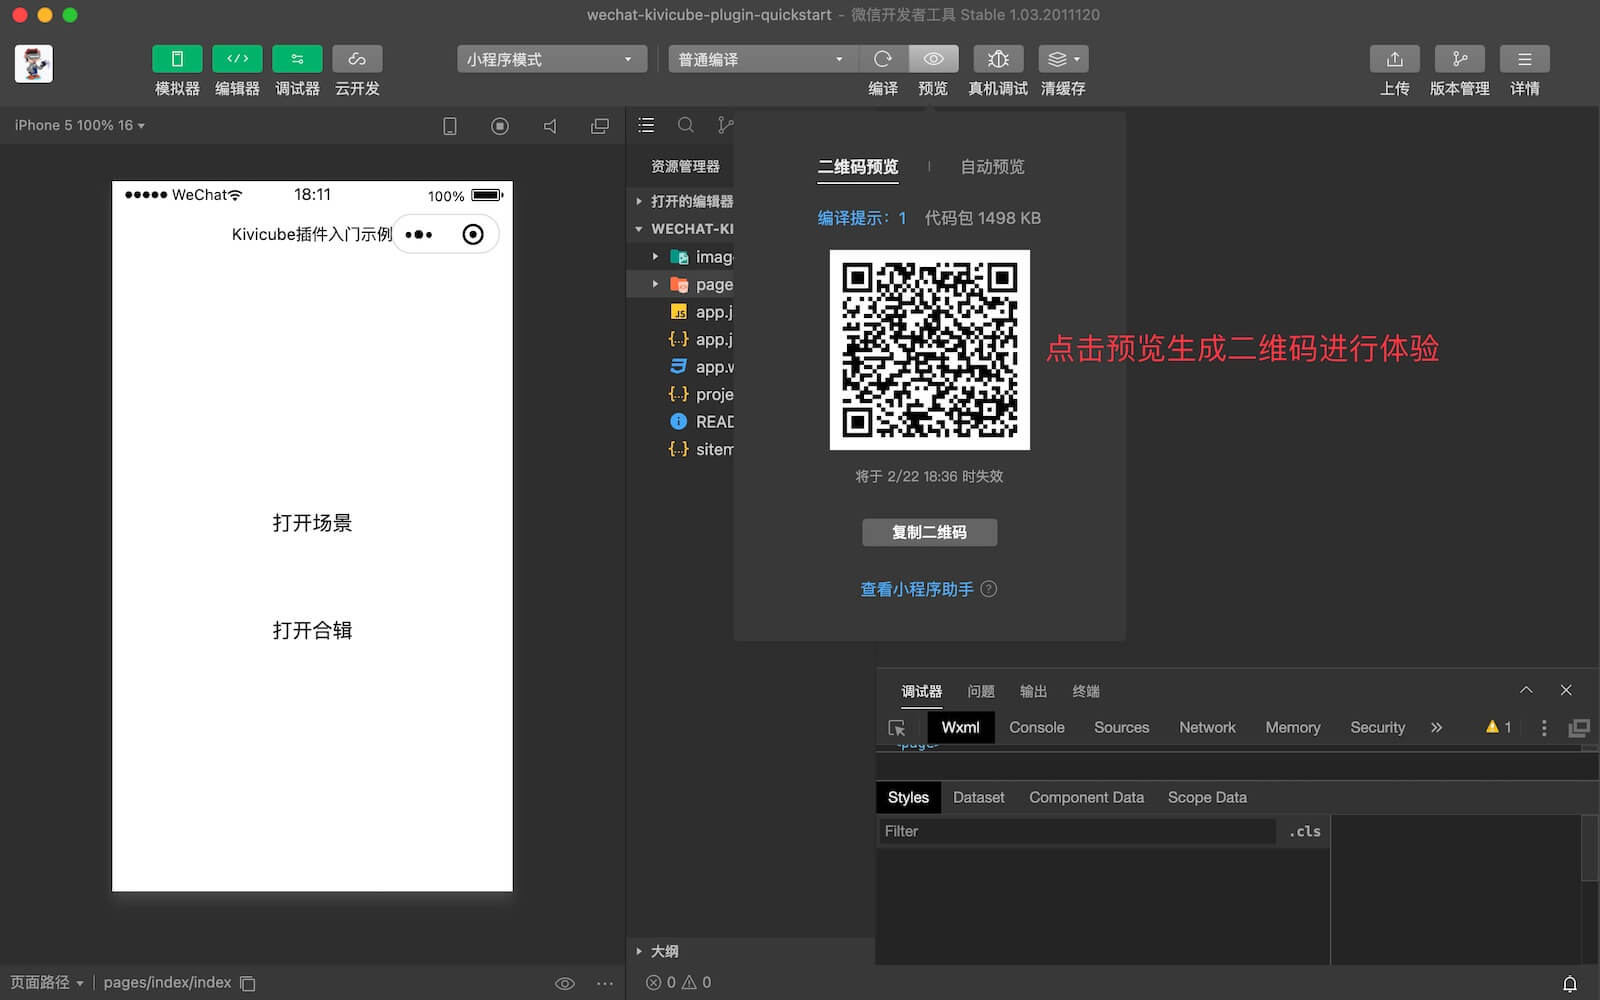 wechat-kivicube-plugin-quickstart - 微信开发者工具 Stable 1.03.2011120
模拟器 编辑器 调试器 云开发
小程序模式
普通编译
编译 预览 真机调试 清缓存
上传 版本管理 详情
iPhone 5 100% 16
WeChat 18:11 100%
Kivicube插件入门示例
打开场景
打开合辑
资源管理器
打开的编辑器
WECHAT-KI
imag
page
JS app.j
{..} app.j
app.w
{..} proje
READ
{..} sitem
大纲
二维码预览 | 自动预览
编译提示: 1 代码包 1498 KB
将于 2/22 18:36 时失效
复制二维码
查看小程序助手 ?
点击预览生成二维码进行体验
调试器 问题 输出 终端
Wxml Console Sources Network Memory Security » 1
<page>
Styles Dataset Component Data Scope Data
Filter .cls
页面路径 | pages/index/index
0 0